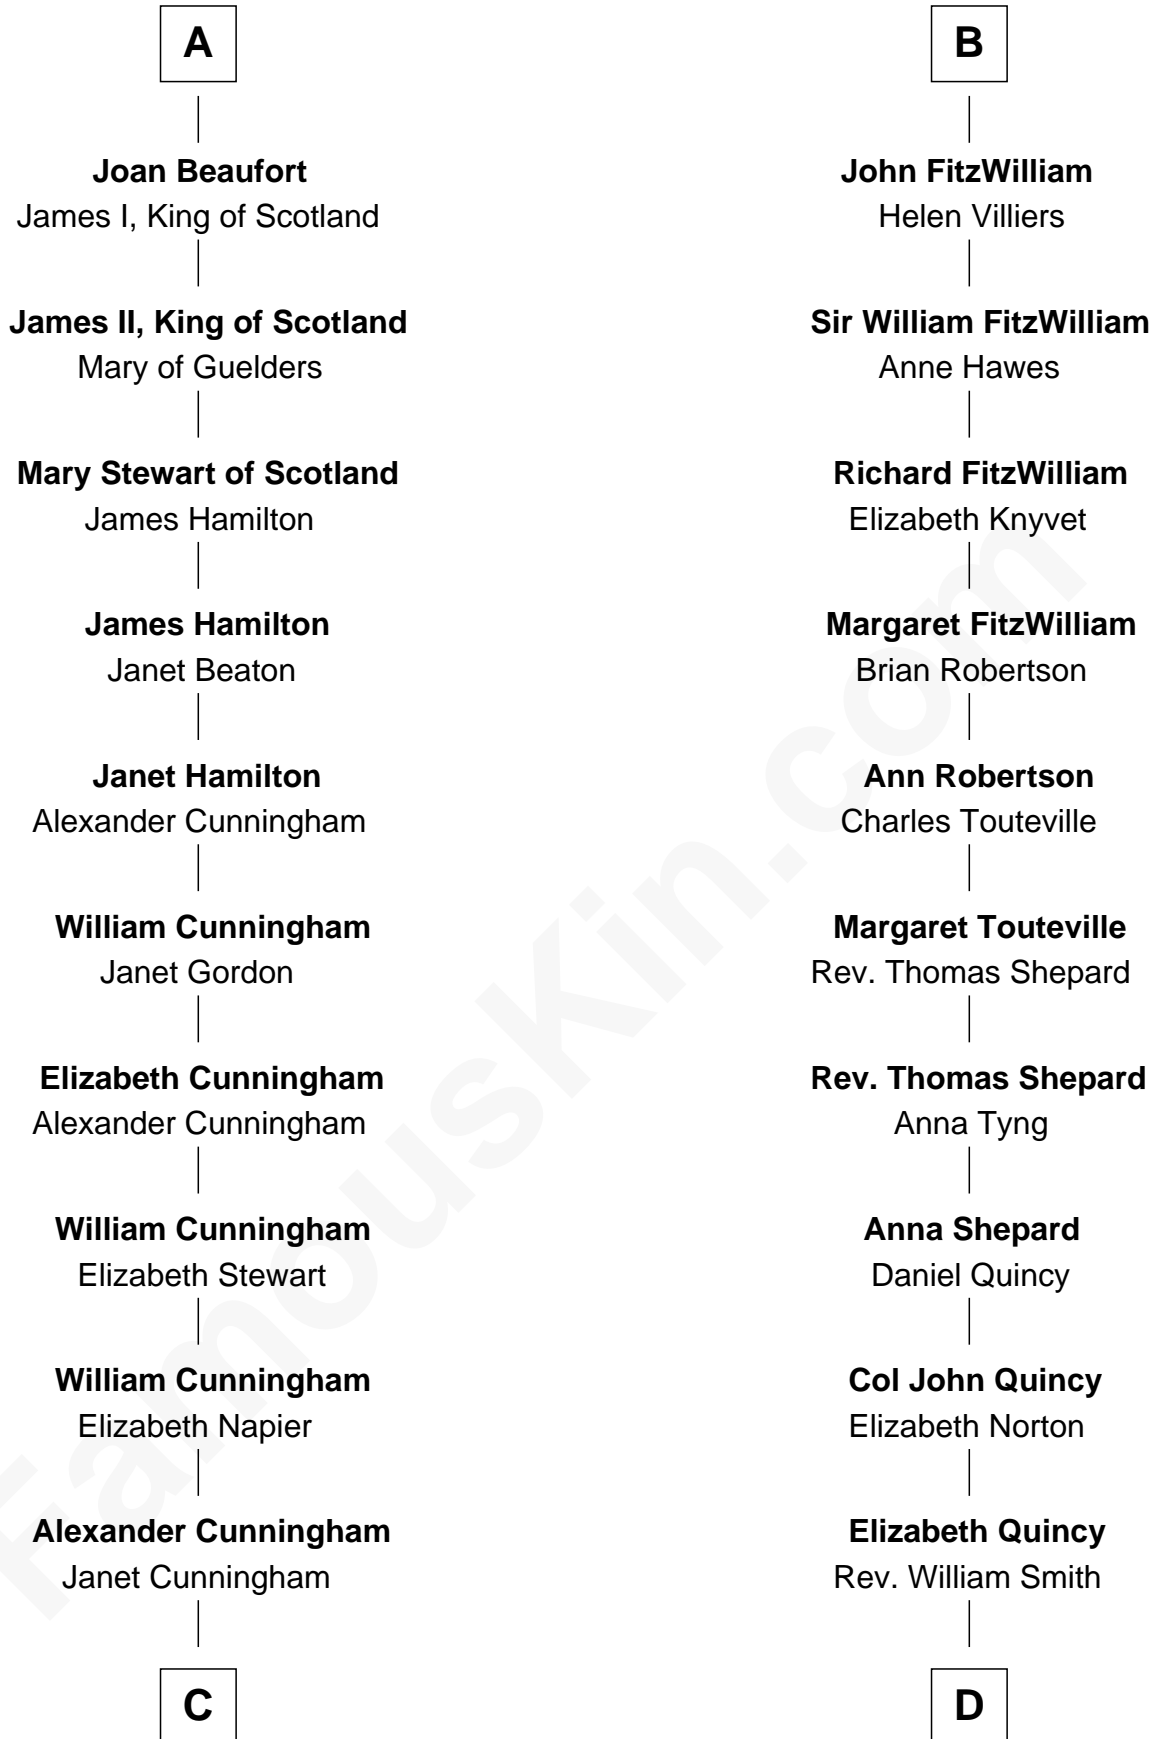 A
Joan Beaufort
James I, King of Scotland
James II, King of Scotland
Mary of Guelders
Mary Stewart of Scotland
James Hamilton
James Hamilton
Janet Beaton
Janet Hamilton
Alexander Cunningham
William Cunningham
Janet Gordon
Elizabeth Cunningham
Alexander Cunningham
William Cunningham
Elizabeth Stewart
William Cunningham
Elizabeth Napier
Alexander Cunningham
Janet Cunningham
C
B
John FitzWilliam
Helen Villiers
Sir William FitzWilliam
Anne Hawes
Richard FitzWilliam
Elizabeth Knyvet
Margaret FitzWilliam
Brian Robertson
Ann Robertson
Charles Touteville
Margaret Touteville
Rev. Thomas Shepard
Rev. Thomas Shepard
Anna Tyng
Anna Shepard
Daniel Quincy
Col John Quincy
Elizabeth Norton
Elizabeth Quincy
Rev. William Smith
D
FamousKin.com